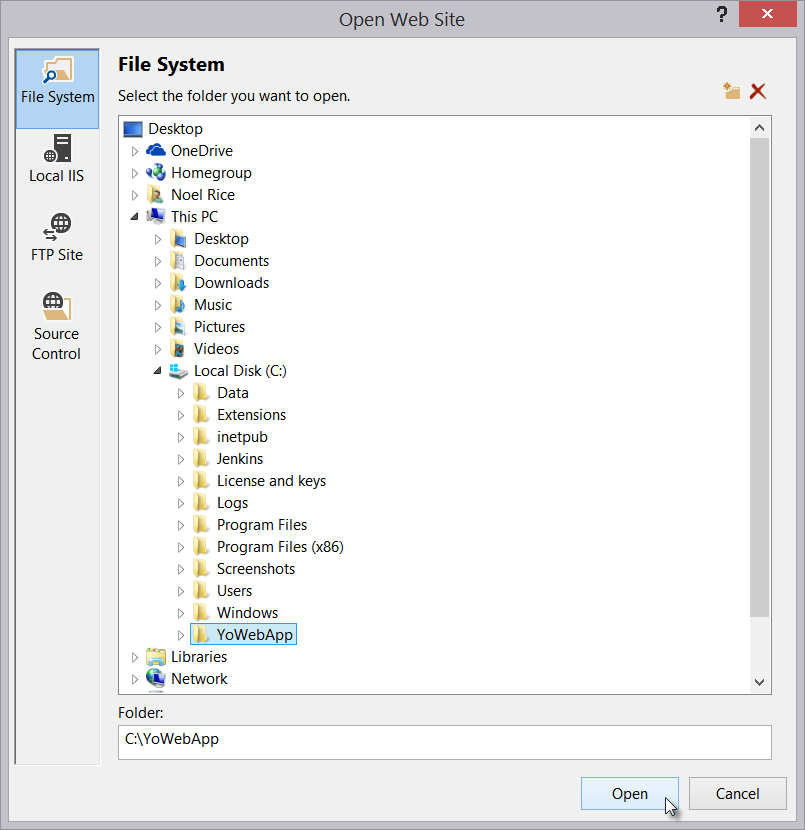 Open Web Site
?
File System
Local IIS
FTP Site
Source
Control
File System
Select the folder you want to open.
Desktop
OneDrive
Homegroup
Noel Rice
This PC
Desktop
Documents
Downloads
Music
Pictures
Videos
Local Disk (C:)
Data
Extensions
inetpub
Jenkins
License and keys
Logs
Program Files
Program Files (x86)
Screenshots
Users
Windows
YoWebApp
Libraries
Network
Folder:
C:\YoWebApp
Open
Cancel